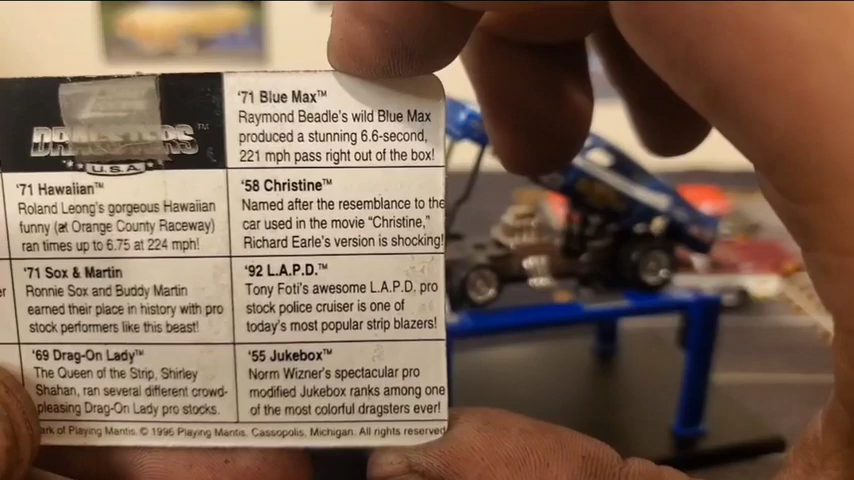 DRAGSTERS™
U.S.A.
'71 Blue Max™
Raymond Beadle's wild Blue Max
produced a stunning 6.6-second,
221 mph pass right out of the box!
'71 Hawaiian™
Roland Leong's gorgeous Hawaiian
funny (at Orange County Raceway)
ran times up to 6.75 at 224 mph!
'58 Christine™
Named after the resemblance to the
car used in the movie “Christine,”
Richard Earle's version is shocking!
'71 Sox & Martin
Ronnie Sox and Buddy Martin
earned their place in history with pro
stock performers like this beast!
'92 L.A.P.D.™
Tony Foti's awesome L.A.P.D. pro
stock police cruiser is one of
today's most popular strip blazers!
'69 Drag-On Lady™
The Queen of the Strip, Shirley
Shahan, ran several different crowd-
pleasing Drag-On Lady pro stocks.
'55 Jukebox™
Norm Wizner's spectacular pro
modified Jukebox ranks among one
of the most colorful dragsters ever!
ark of Playing Mantis. © 1996 Playing Mantis, Cassopolis, Michigan. All rights reserved